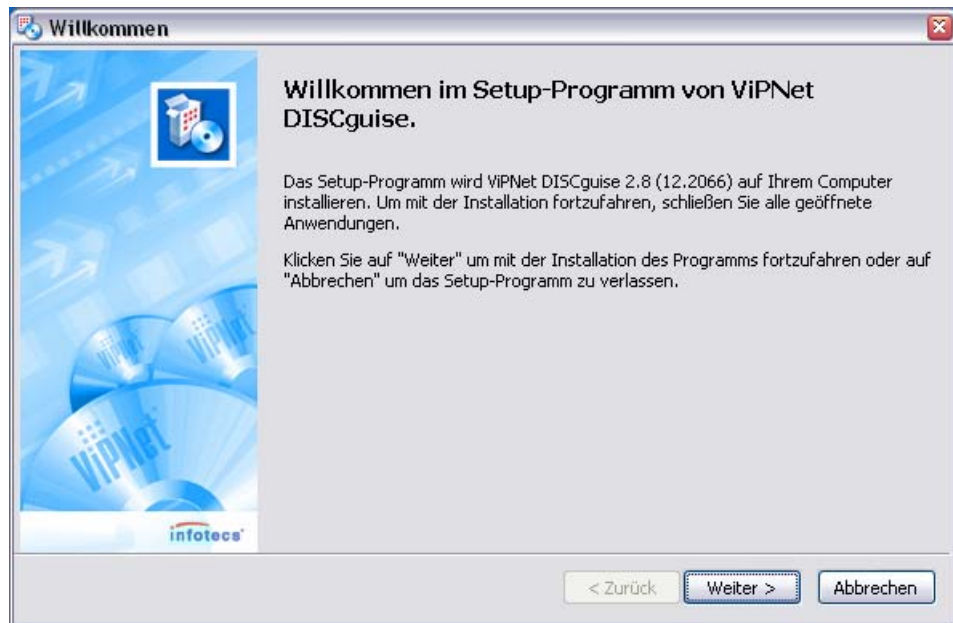 Willkommen
Willkommen im Setup-Programm von ViPNet
DISCguise.
Das Setup-Programm wird ViPNet DISCguise 2.8 (12.2066) auf Ihrem Computer
installieren. Um mit der Installation fortzufahren, schließen Sie alle geöffnete
Anwendungen.
Klicken Sie auf "Weiter" um mit der Installation des Programms fortzufahren oder auf
"Abbrechen" um das Setup-Programm zu verlassen.
ViPNet
ViPNet
ViPNet
infotecs
< Zurück
Weiter >
Abbrechen